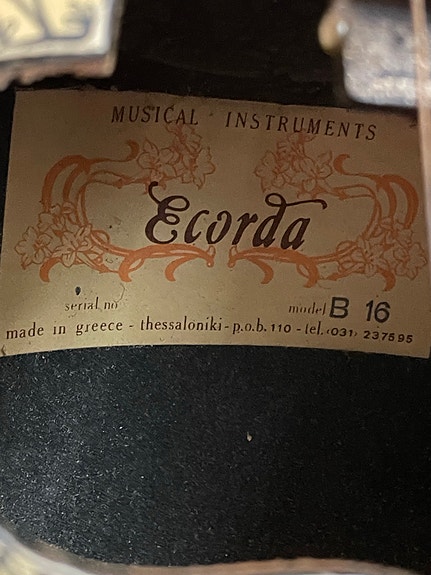 MUSICAL INSTRUMENTS
Ecorda
serial no model B 16
made in greece - thessaloniki - p.o.b. 110 - tel. (031) 237595